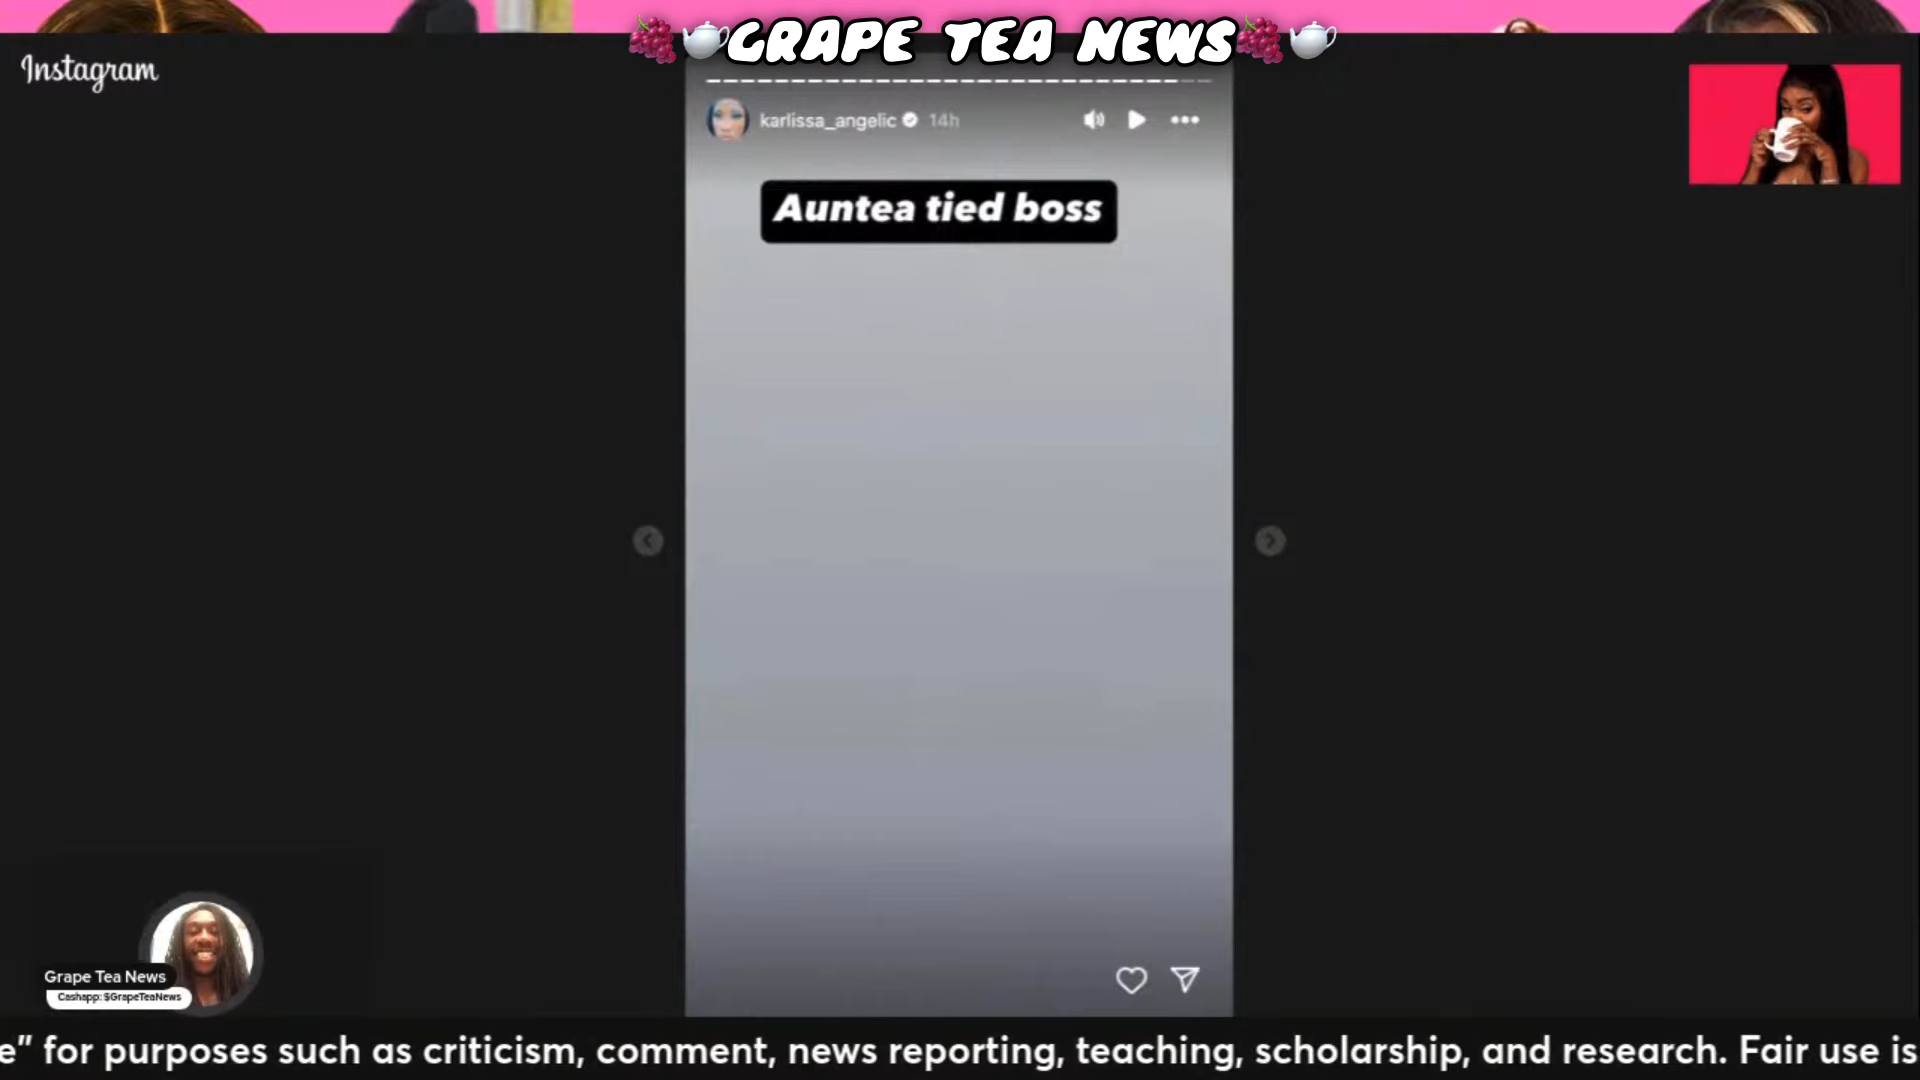 GRAPE TEA NEWS
Instagram
karlissa_angelic 14h
Auntea tied boss
Grape Tea News
Cashapp: $GrapeTeaNews
e” for purposes such as criticism, comment, news reporting, teaching, scholarship, and research. Fair use is